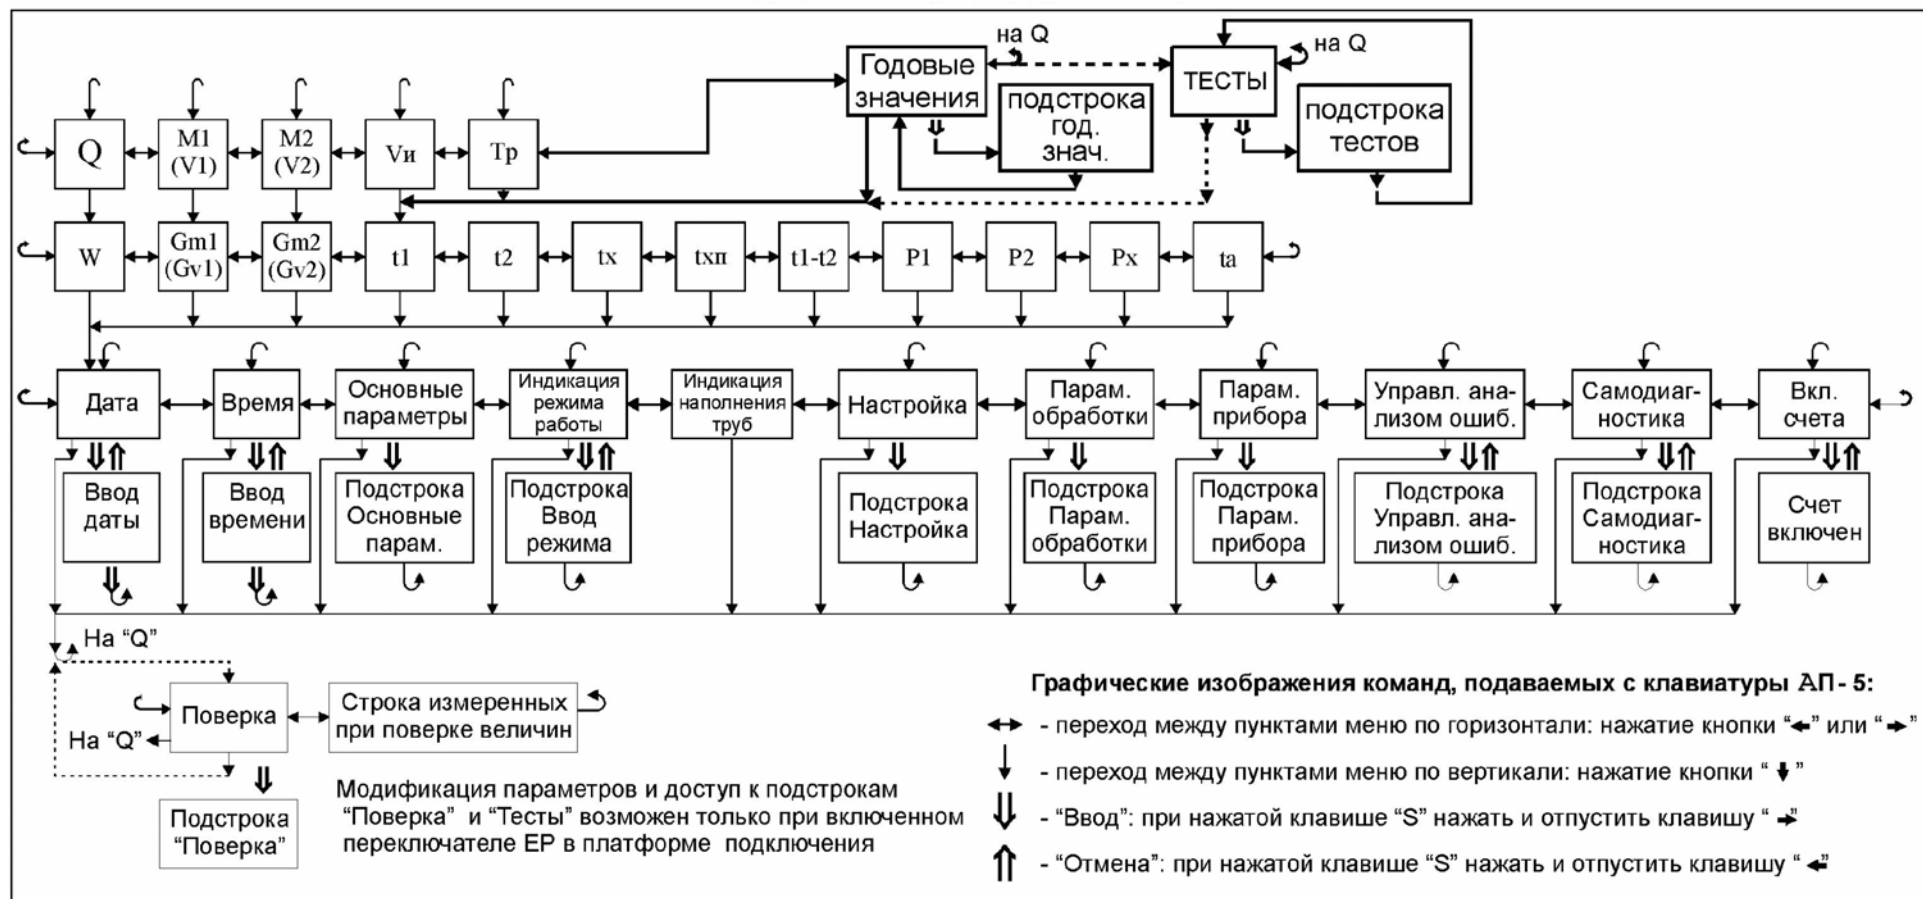 на Q
на Q
Годовые
значения
ТЕСТЫ
подстрока
год.
знач.
подстрока
тестов
Q
M1
(V1)
M2
(V2)
Vи
Тр
W
Gm1
(Gv1)
Gm2
(Gv2)
t1
t2
tx
txп
t1-t2
P1
P2
Px
ta
Дата
Время
Основные
параметры
Индикация
режима
работы
Индикация
наполнения
труб
Настройка
Парам.
обработки
Парам.
прибора
Управл. ана-
лизом ошиб.
Самодиаг-
ностика
Вкл.
счета
Ввод
даты
Ввод
времени
Подстрока
Основные
парам.
Подстрока
Ввод
режима
Подстрока
Настройка
Подстрока
Парам.
обработки
Подстрока
Парам.
прибора
Подстрока
Управл. ана-
лизом ошиб.
Подстрока
Самодиаг-
ностика
Счет
включен
На “Q”
Поверка
Строка измеренных
при поверке величин
На “Q”
Подстрока
“Поверка”
Модификация параметров и доступ к подстрокам
“Поверка” и “Тесты” возможен только при включенном
переключателе ЕР в платформе подключения
Графические изображения команд, подаваемых с клавиатуры АП - 5:
↔ - переход между пунктами меню по горизонтали: нажатие кнопки “←” или “→”
↓ - переход между пунктами меню по вертикали: нажатие кнопки “ ↓ ”
⇓ - “Ввод”: при нажатой клавише “S” нажать и отпустить клавишу “ →”
⇑ - “Отмена”: при нажатой клавише “S” нажать и отпустить клавишу “ ←”